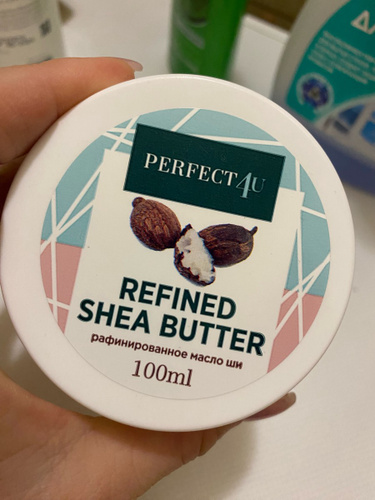 PERFECT4U
REFINED
SHEA BUTTER
рафинированное масло ши
100ml